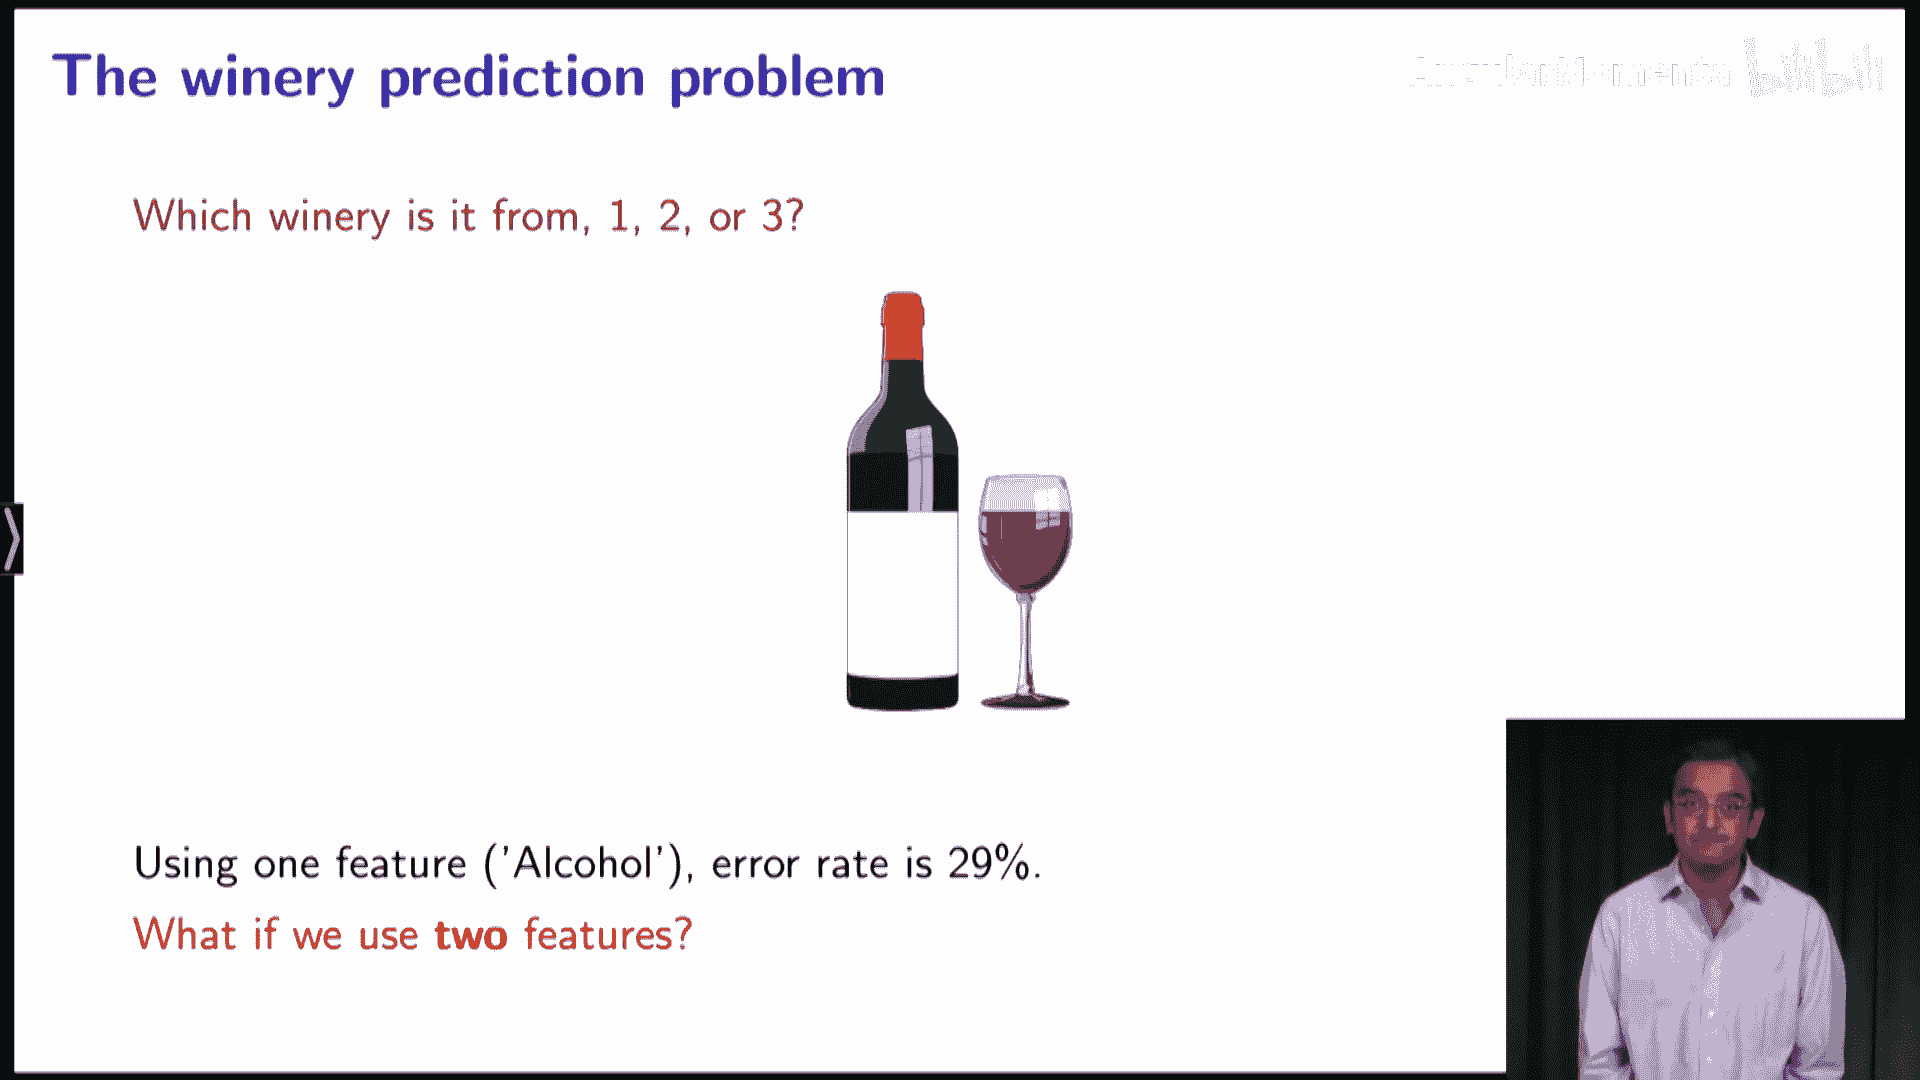 The winery prediction problem
bilibili
Which winery is it from, 1, 2, or 3?
Using one feature ('Alcohol'), error rate is 29%.
What if we use two features?